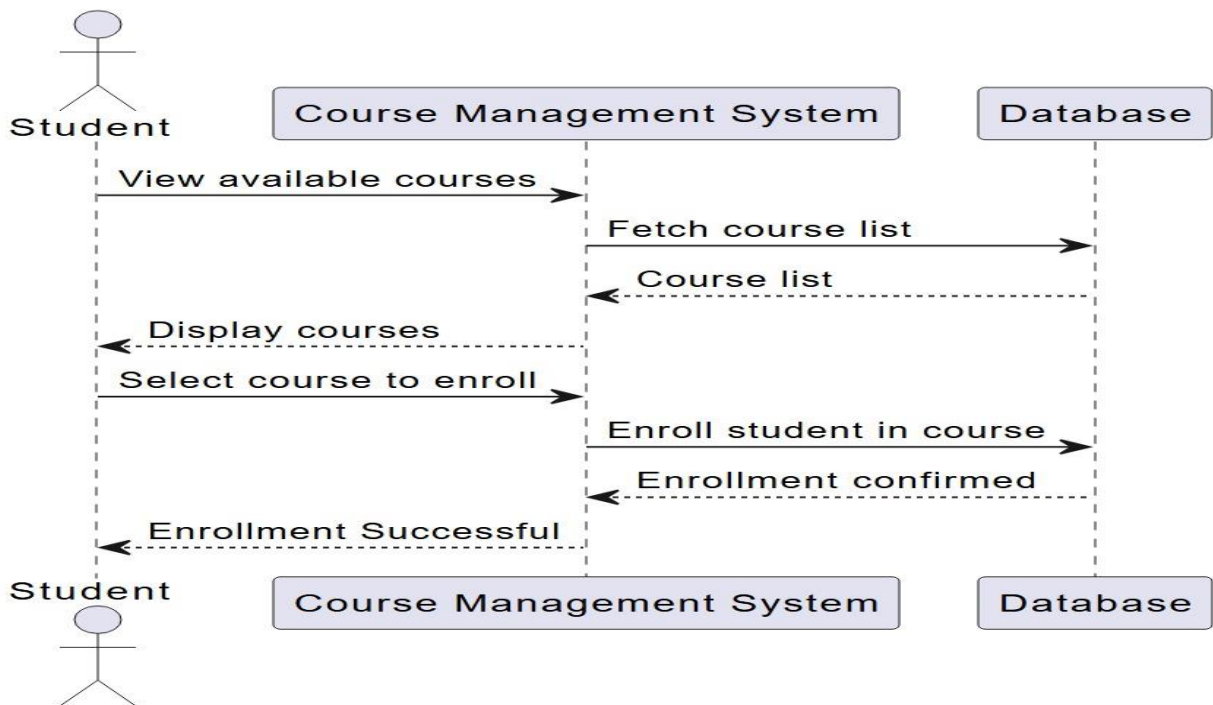 Student
Course Management System
Database
View available courses
Fetch course list
Course list
Display courses
Select course to enroll
Enroll student in course
Enrollment confirmed
Enrollment Successful
Student
Course Management System
Database